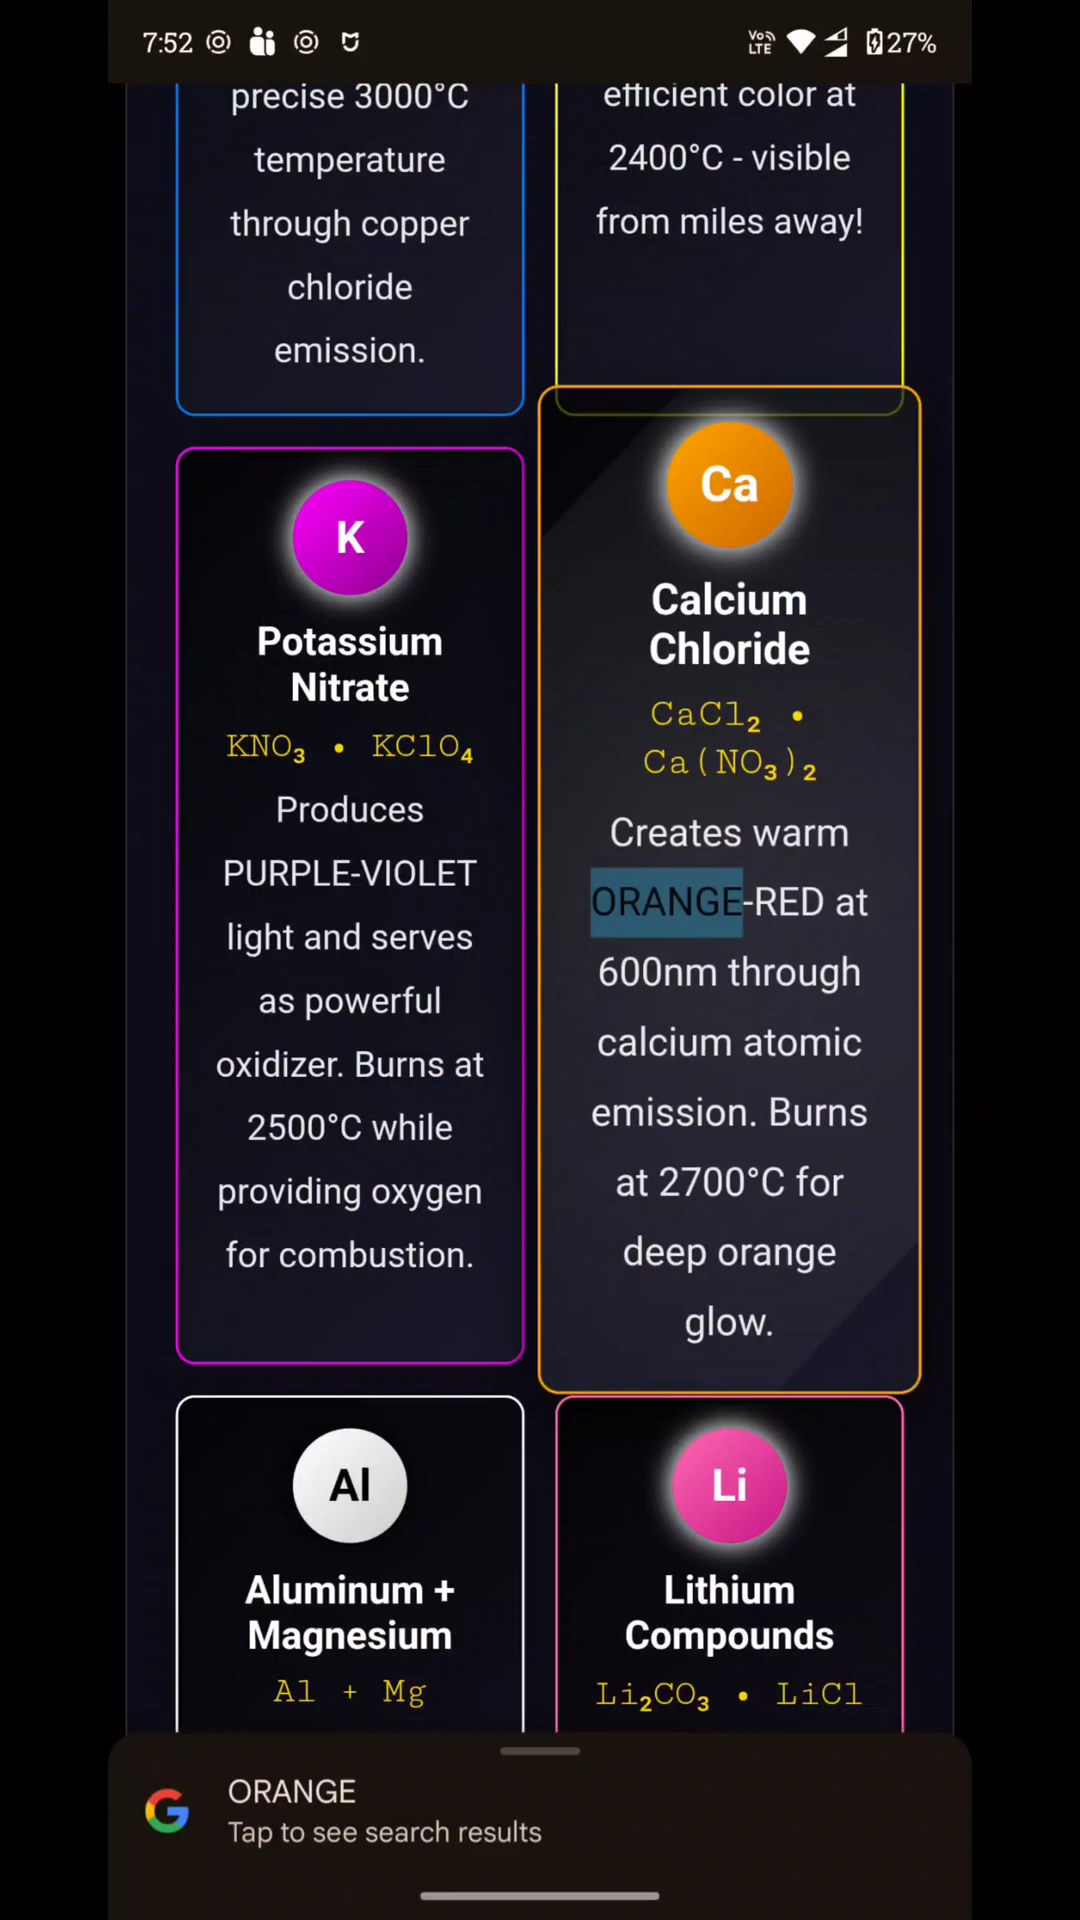 7:52
Vo LTE
27%
precise 3000°C
temperature
through copper
chloride
emission.
efficient color at
2400°C - visible
from miles away!
K
Potassium
Nitrate
KNO₃ • KClO₄
Produces
PURPLE-VIOLET
light and serves
as powerful
oxidizer. Burns at
2500°C while
providing oxygen
for combustion.
Ca
Calcium
Chloride
CaCl₂ •
Ca(NO₃)₂
Creates warm
ORANGE-RED at
600nm through
calcium atomic
emission. Burns
at 2700°C for
deep orange
glow.
Al
Aluminum +
Magnesium
Al + Mg
Li
Lithium
Compounds
Li₂CO₃ • LiCl
ORANGE
Tap to see search results